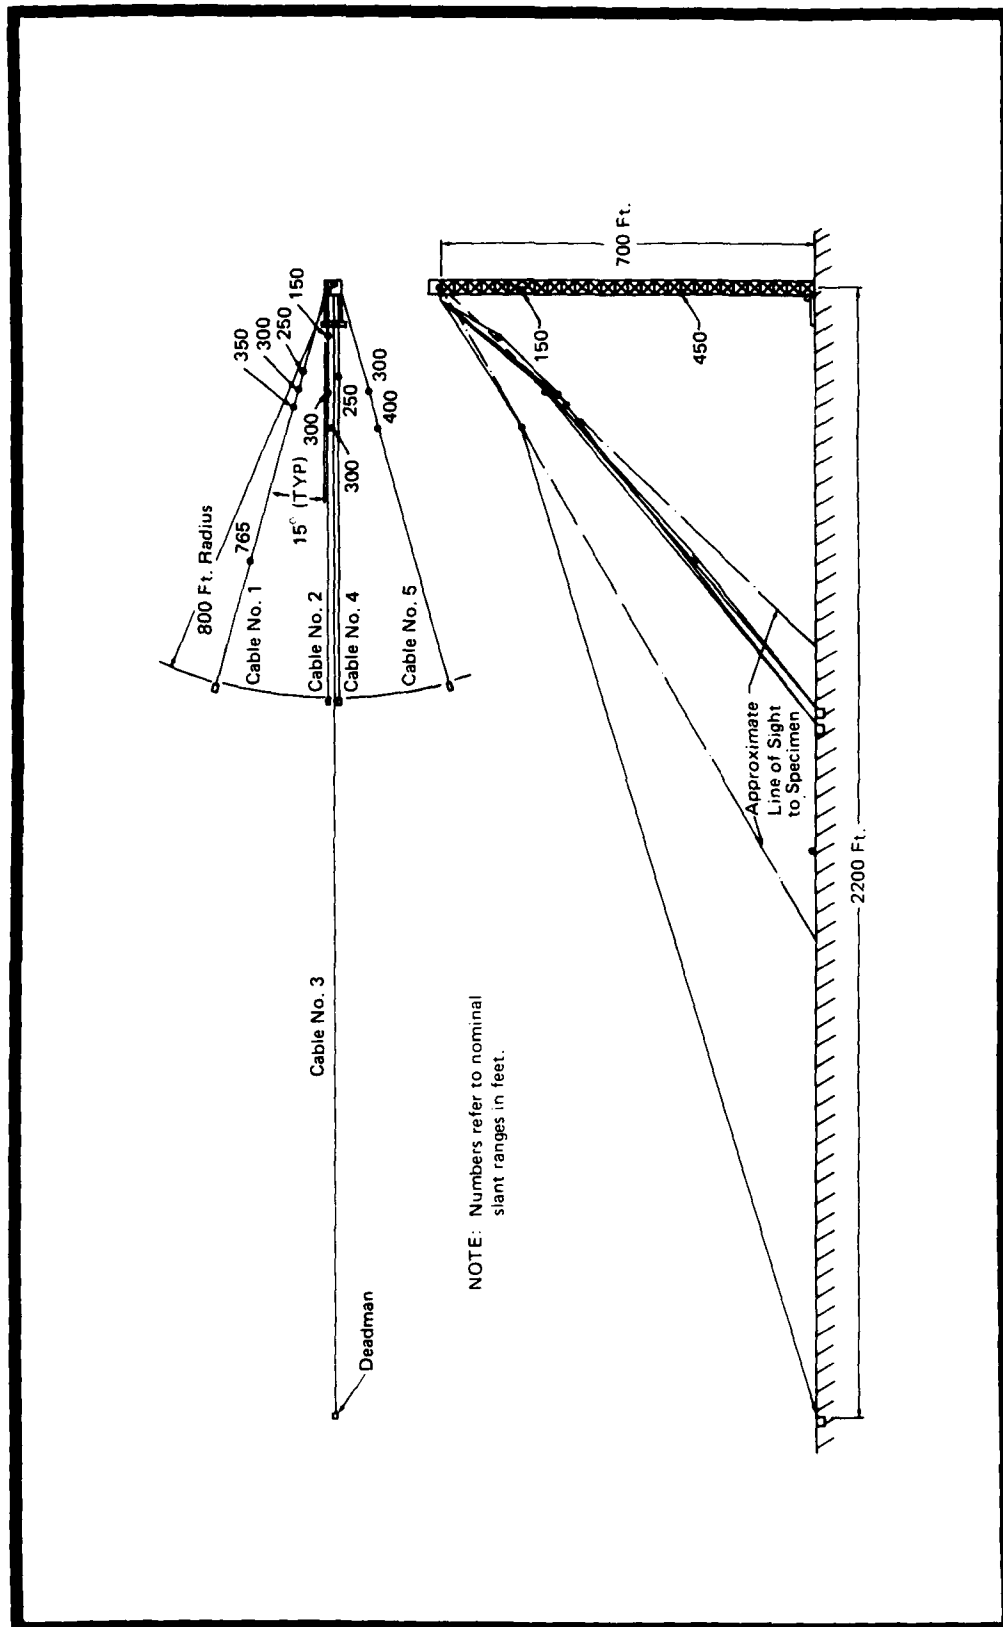 800 Ft. Radius
350
300
250
150
765
15° (TYP)
300
300
250
300
400
Cable No. 1
Cable No. 2
Cable No. 4
Cable No. 5
Cable No. 3
Deadman
NOTE: Numbers refer to nominal
slant ranges in feet.
700 Ft.
150
450
Approximate
Line of Sight
to Specimen
2200 Ft.